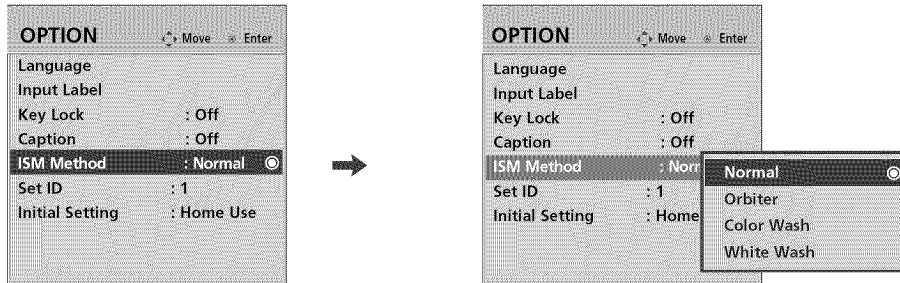 OPTION Move Enter
Language
Input Label
Key Lock : Off
Caption : Off
ISM Method : Normal
Set ID : 1
Initial Setting : Home Use
OPTION Move Enter
Language
Input Label
Key Lock : Off
Caption : Off
ISM Method : Norr
Set ID : 1
Initial Setting : Home
Normal
Orbiter
Color Wash
White Wash